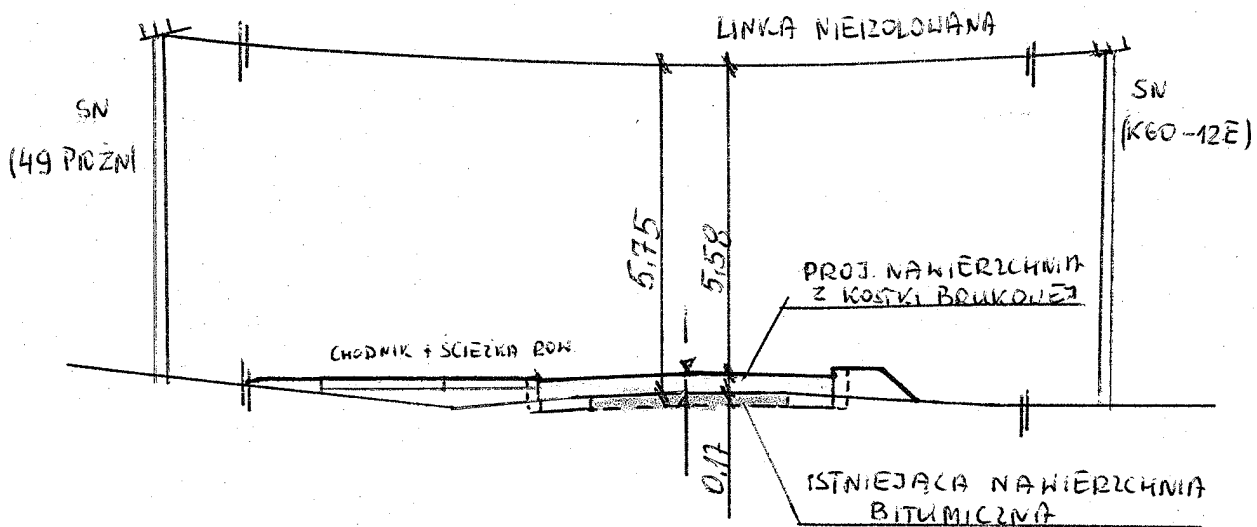 LINKA NIEIZOLOWANA
SN
(49 PROŻNI
SN
(K60-12E)
5,75
5,58
PROJ. NAWIERZCHNIA
Z KOSTKI BRUKOWEJ
CHODNIK + ŚCIEŻKA ROW.
0,17
ISTNIEJĄCA NAWIERZCHNIA
BITUMICZNA